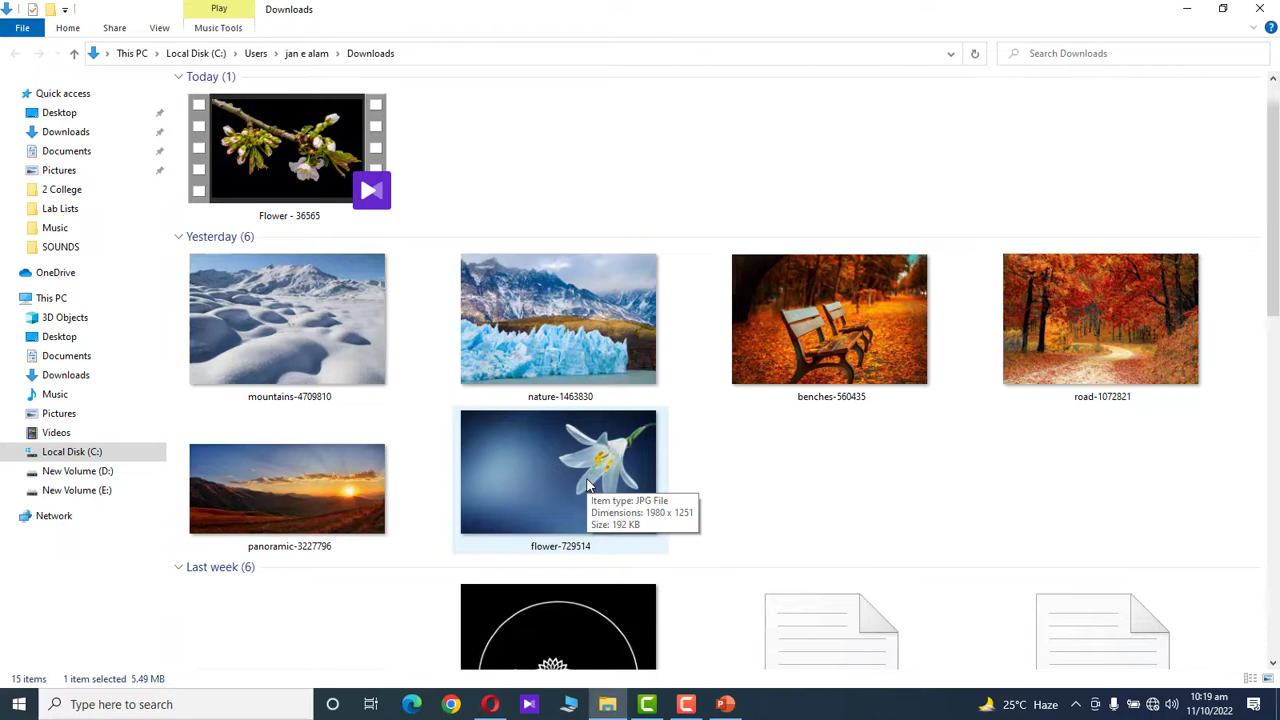 Play
Downloads
File
Home
Share
View
Music Tools
This PC
Local Disk (C:)
Users
jan e alam
Downloads
Search Downloads
Quick access
Desktop
Downloads
Documents
Pictures
2 College
Lab Lists
Music
SOUNDS
OneDrive
This PC
3D Objects
Desktop
Documents
Downloads
Music
Pictures
Videos
Local Disk (C:)
New Volume (D:)
New Volume (E:)
Network
Today (1)
Flower - 36565
Yesterday (6)
mountains-4709810
nature-1463830
benches-560435
road-1072821
panoramic-3227796
flower-729514
Item type: JPG File
Dimensions: 1980 x 1251
Size: 192 KB
Last week (6)
15 items
1 item selected 5.49 MB
Type here to search
25°C Haze
10:19 am
11/10/2022